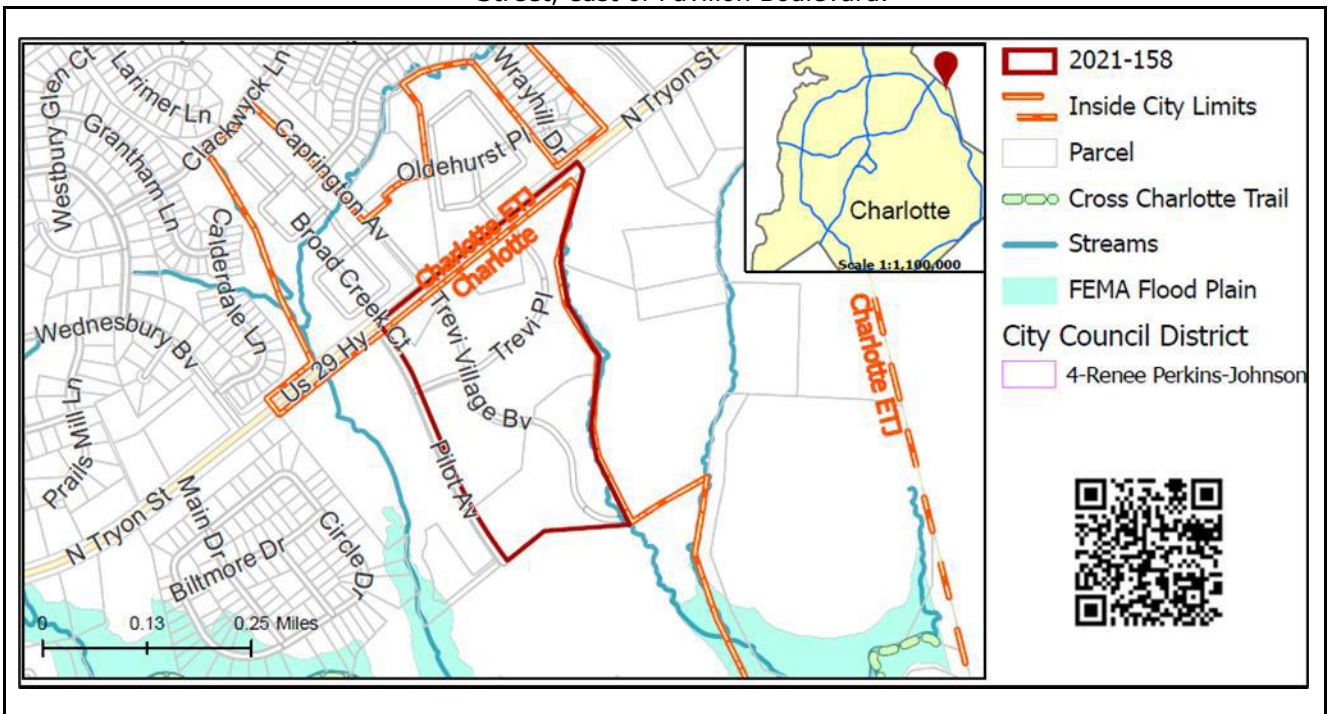 Street, east of Pavilion Boulevard.
Westbury Glen Ct
Larimer Ln
Grantham Ln
Clackwyck Ln
Caprington Av
Oldehurst Pl
Wrayhill Dr
N Tryon St
Calderdale Ln
Broad Creek Ct
Charlotte ETJ
Charlotte
Trevi Village Bv
Trevi Pl
Wednesbury Bv
Us 29 Hy
Prails Mill Ln
Pilot Av
N Tryon St
Main Dr
Biltmore Dr
Circle Dr
Charlotte ETJ
0 0.13 0.25 Miles
Charlotte
Scale 1:1,100,000
2021-158
Inside City Limits
Parcel
Cross Charlotte Trail
Streams
FEMA Flood Plain
City Council District
4-Renee Perkins-Johnson